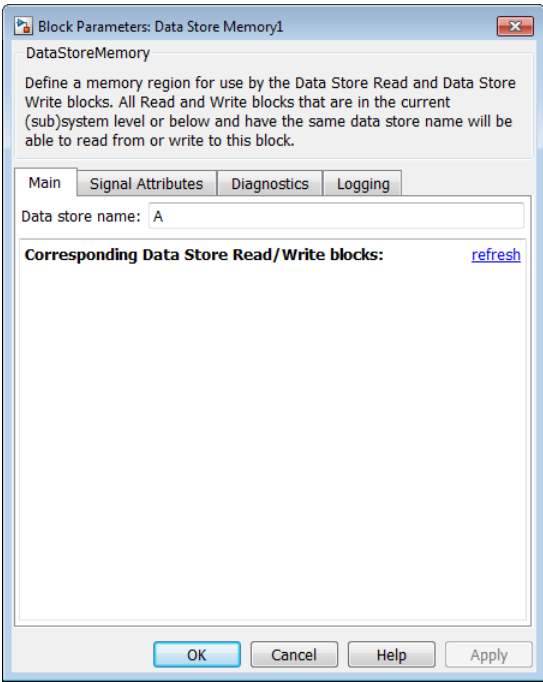 Block Parameters: Data Store Memory1
DataStoreMemory
Define a memory region for use by the Data Store Read and Data Store
Write blocks. All Read and Write blocks that are in the current
(sub)system level or below and have the same data store name will be
able to read from or write to this block.
Main Signal Attributes Diagnostics Logging
Data store name: A
Corresponding Data Store Read/Write blocks: refresh
OK Cancel Help Apply